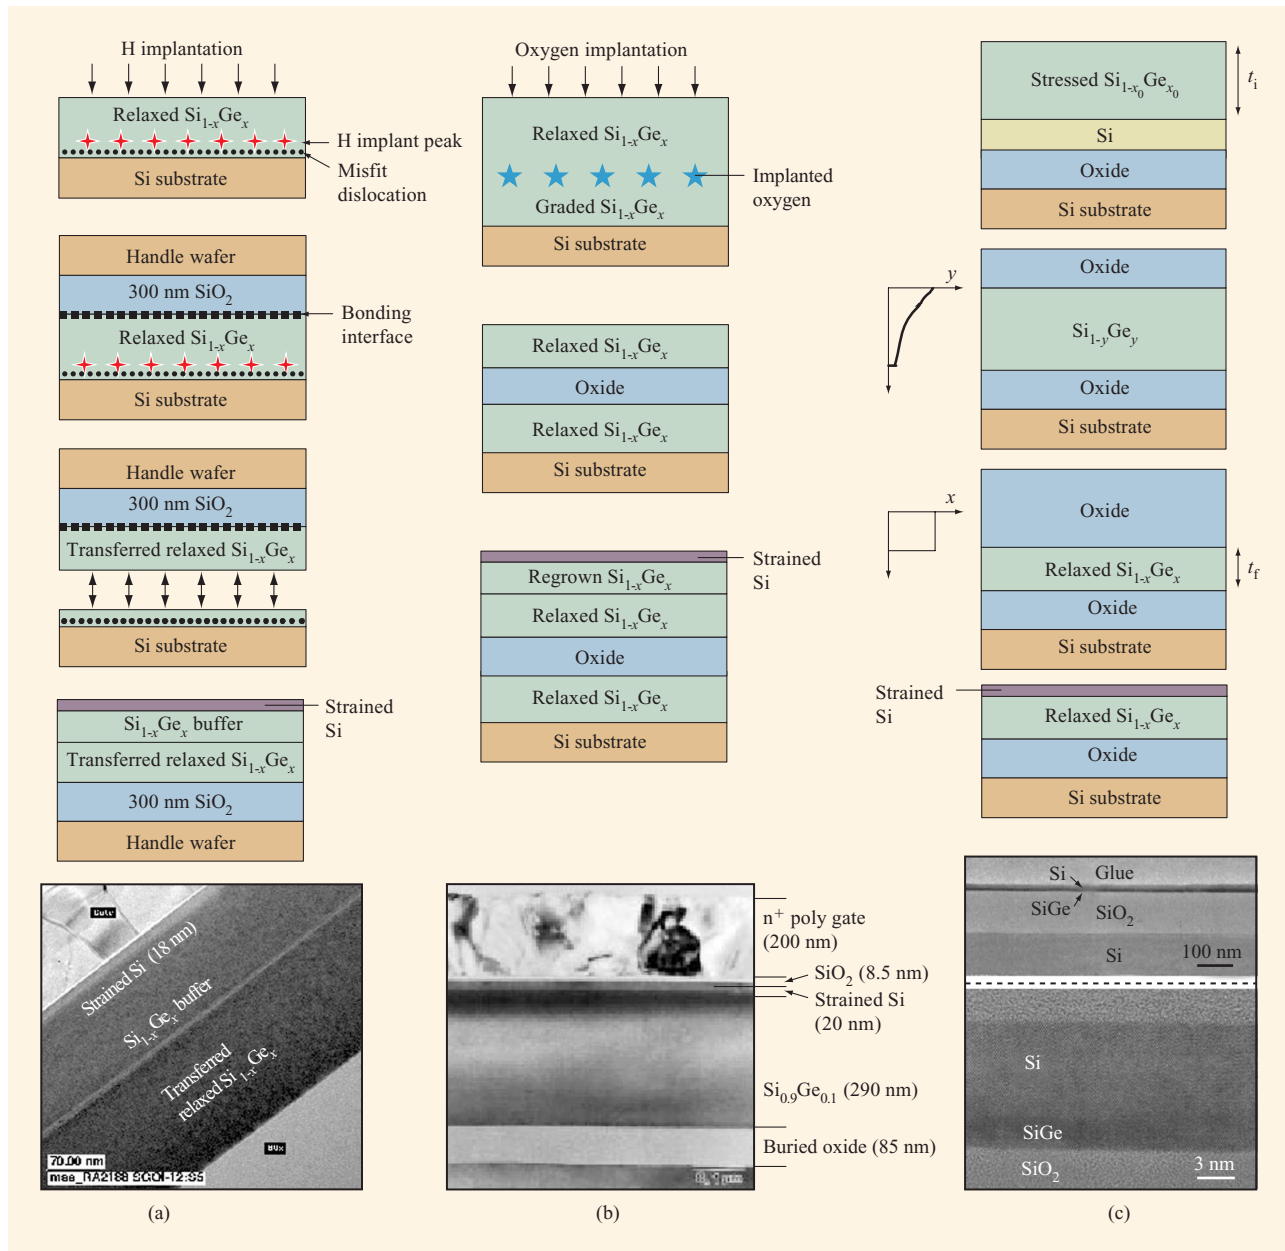 H implantation
Relaxed Si1-xGex
H implant peak
Misfit
dislocation
Si substrate
Handle wafer
300 nm SiO2
Bonding
interface
Relaxed Si1-xGex
Si substrate
Handle wafer
300 nm SiO2
Transferred relaxed Si1-xGex
Si substrate
Strained
Si
Si1-xGex buffer
Transferred relaxed Si1-xGex
300 nm SiO2
Handle wafer
Strained Si (18 nm)
Si1-xGex buffer
Transferred
relaxed Si1-xGex
Box
70.00 nm
(a)
Oxygen implantation
Relaxed Si1-xGex
Implanted
oxygen
Graded Si1-xGex
Si substrate
Relaxed Si1-xGex
Oxide
Relaxed Si1-xGex
Si substrate
Strained
Si
Regrown Si1-xGex
Relaxed Si1-xGex
Oxide
Relaxed Si1-xGex
Si substrate
n+ poly gate
(200 nm)
SiO2 (8.5 nm)
Strained Si
(20 nm)
Si0.9Ge0.1 (290 nm)
Buried oxide (85 nm)
0.1µm
(b)
Stressed Si1-x0Gex0
ti
Si
Oxide
Si substrate
Oxide
y
Si1-yGey
Oxide
Si substrate
x
Oxide
Relaxed Si1-xGex
tf
Oxide
Si substrate
Strained
Si
Relaxed Si1-xGex
Oxide
Si substrate
Si
Glue
SiGe
SiO2
Si
100 nm
Si
SiGe
SiO2
3 nm
(c)